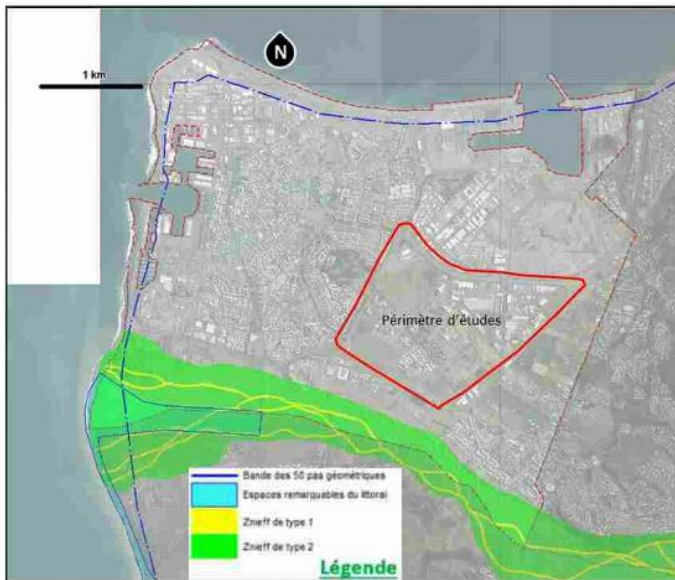 N
1 km
Périmètre d'études
Bande des 50 pas géométriques
Espaces remarquables du littoral
Znieff de type 1
Znieff de type 2
Légende